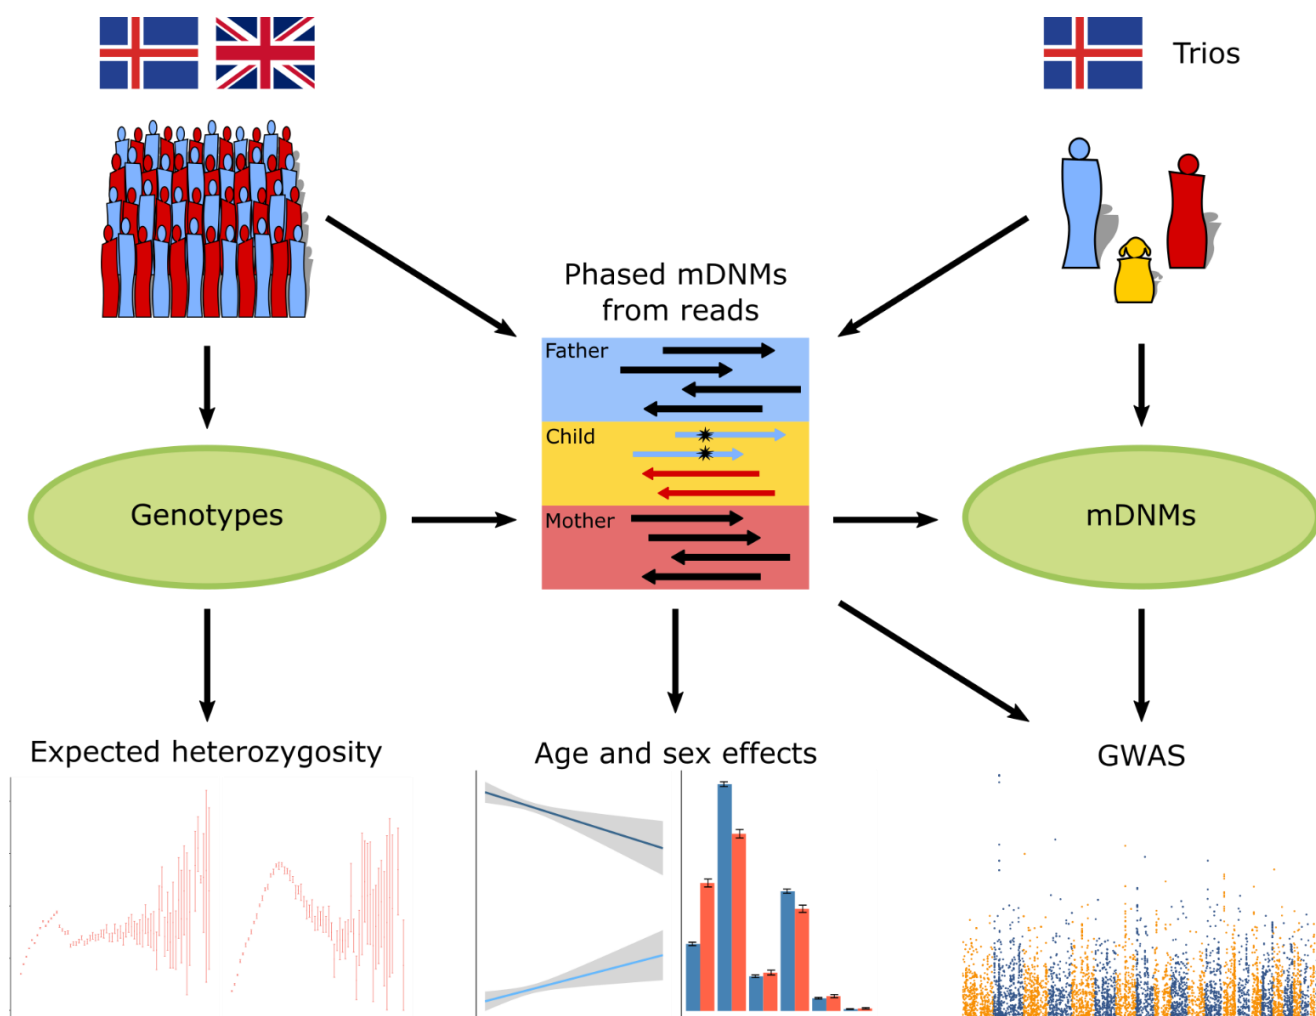 Trios
Phased mDNMs
from reads
Father
Child
Mother
Genotypes
mDNMs
Expected heterozygosity
Age and sex effects
GWAS